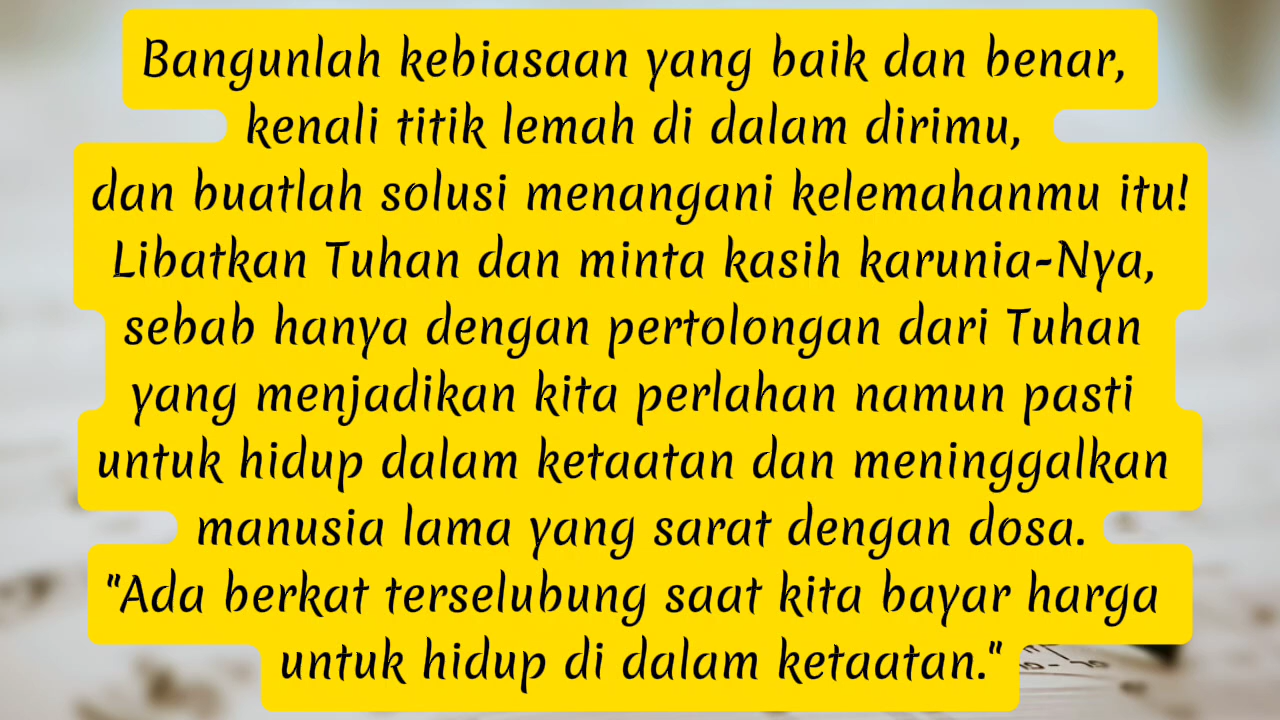 Bangunlah kebiasaan yang baik dan benar,
kenali titik lemah di dalam dirimu,
dan buatlah solusi menangani kelemahanmu itu!
Libatkan Tuhan dan minta kasih karunia-Nya,
sebab hanya dengan pertolongan dari Tuhan
yang menjadikan kita perlahan namun pasti
untuk hidup dalam ketaatan dan meninggalkan
manusia lama yang sarat dengan dosa.
"Ada berkat terselubung saat kita bayar harga
untuk hidup di dalam ketaatan."